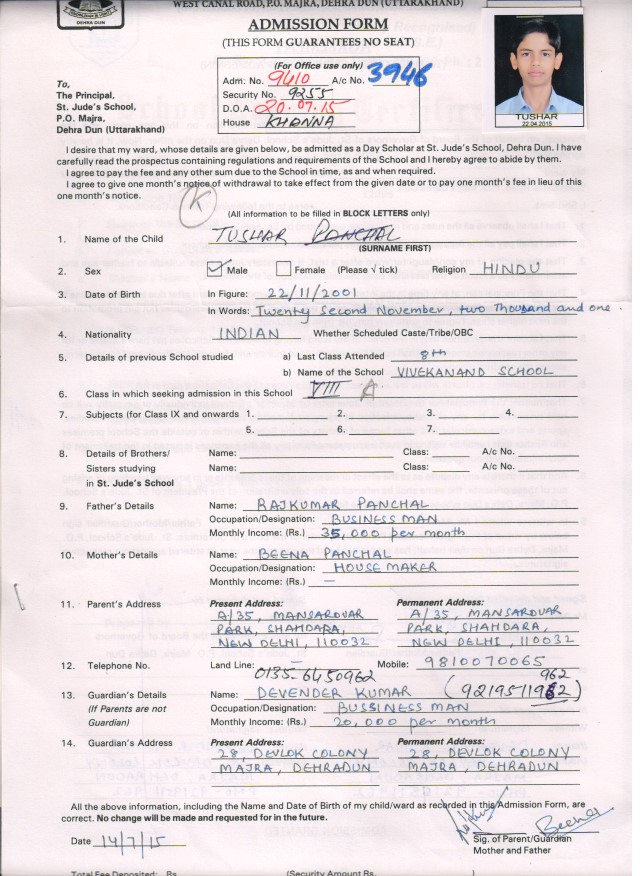 WEST CANAL ROAD, P.O. MAJRA, DEHRA DUN (UTTARAKHAND)
DEHRA DUN
ADMISSION FORM
(THIS FORM GUARANTEES NO SEAT)
(For Office use only)
Adm. No. 9410 A/c No. 3946
Security No. 9255
D.O.A. 20.07.15
House KHANNA
TUSHAR
22.04.2015
To,
The Principal,
St. Jude's School,
P.O. Majra,
Dehra Dun (Uttarakhand)
I desire that my ward, whose details are given below, be admitted as a Day Scholar at St. Jude's School, Dehra Dun. I have
carefully read the prospectus containing regulations and requirements of the School and I hereby agree to abide by them.
I agree to pay the fee and any other sum due to the School in time, as and when required.
I agree to give one month's notice of withdrawal to take effect from the given date or to pay one month's fee in lieu of this
one month's notice.
K
(All information to be filled in BLOCK LETTERS only)
1. Name of the Child TUSHAR PANCHAL
(SURNAME FIRST)
2. Sex Male Female (Please √ tick) Religion HINDU
3. Date of Birth In Figure: 22/11/2001
In Words: Twenty Second November, two Thousand and one.
4. Nationality INDIAN Whether Scheduled Caste/Tribe/OBC
5. Details of previous School studied a) Last Class Attended 8th
b) Name of the School VIVEKANAND SCHOOL
6. Class in which seeking admission in this School VIII A
7. Subjects (for Class IX and onwards 1. 2. 3. 4.
5. 6. 7.
8. Details of Brothers/ Name: Class: A/c No.
Sisters studying Name: Class: A/c No.
in St. Jude's School
9. Father's Details Name: RAJKUMAR PANCHAL
Occupation/Designation: BUSINESS MAN
Monthly Income (Rs.) 35,000 per month
10. Mother's Details Name: BEENA PANCHAL
Occupation/Designation: HOUSE MAKER
Monthly Income: (Rs.) –
11. Parent's Address Present Address: Permanent Address:
A/35, MANSAROVAR A/35, MANSAROVAR
PARK, SHAHDARA, PARK, SHAHDARA,
NEW DELHI, 110032 NEW DELHI, 110032
12. Telephone No. Land Line: – Mobile: 9810070065
0135-6450962 962
13. Guardian's Details Name: DEVENDER KUMAR (9219511962)
(If Parents are not Occupation/Designation: BUSSINESS MAN
Guardian) Monthly Income: (Rs.) 20,000 per month
14. Guardian's Address Present Address: Permanent Address:
28, DEVLOK COLONY 28, DEVLOK COLONY
MAJRA, DEHRADUN MAJRA, DEHRADUN
All the above information, including the Name and Date of Birth of my child/ward as recorded in this Admission Form, are
correct. No change will be made and requested for in the future.
Beena
Date 14/7/15 Sig. of Parent/Guardian
Mother and Father
Total Fee Deposited: Rs. (Security Amount Rs. )